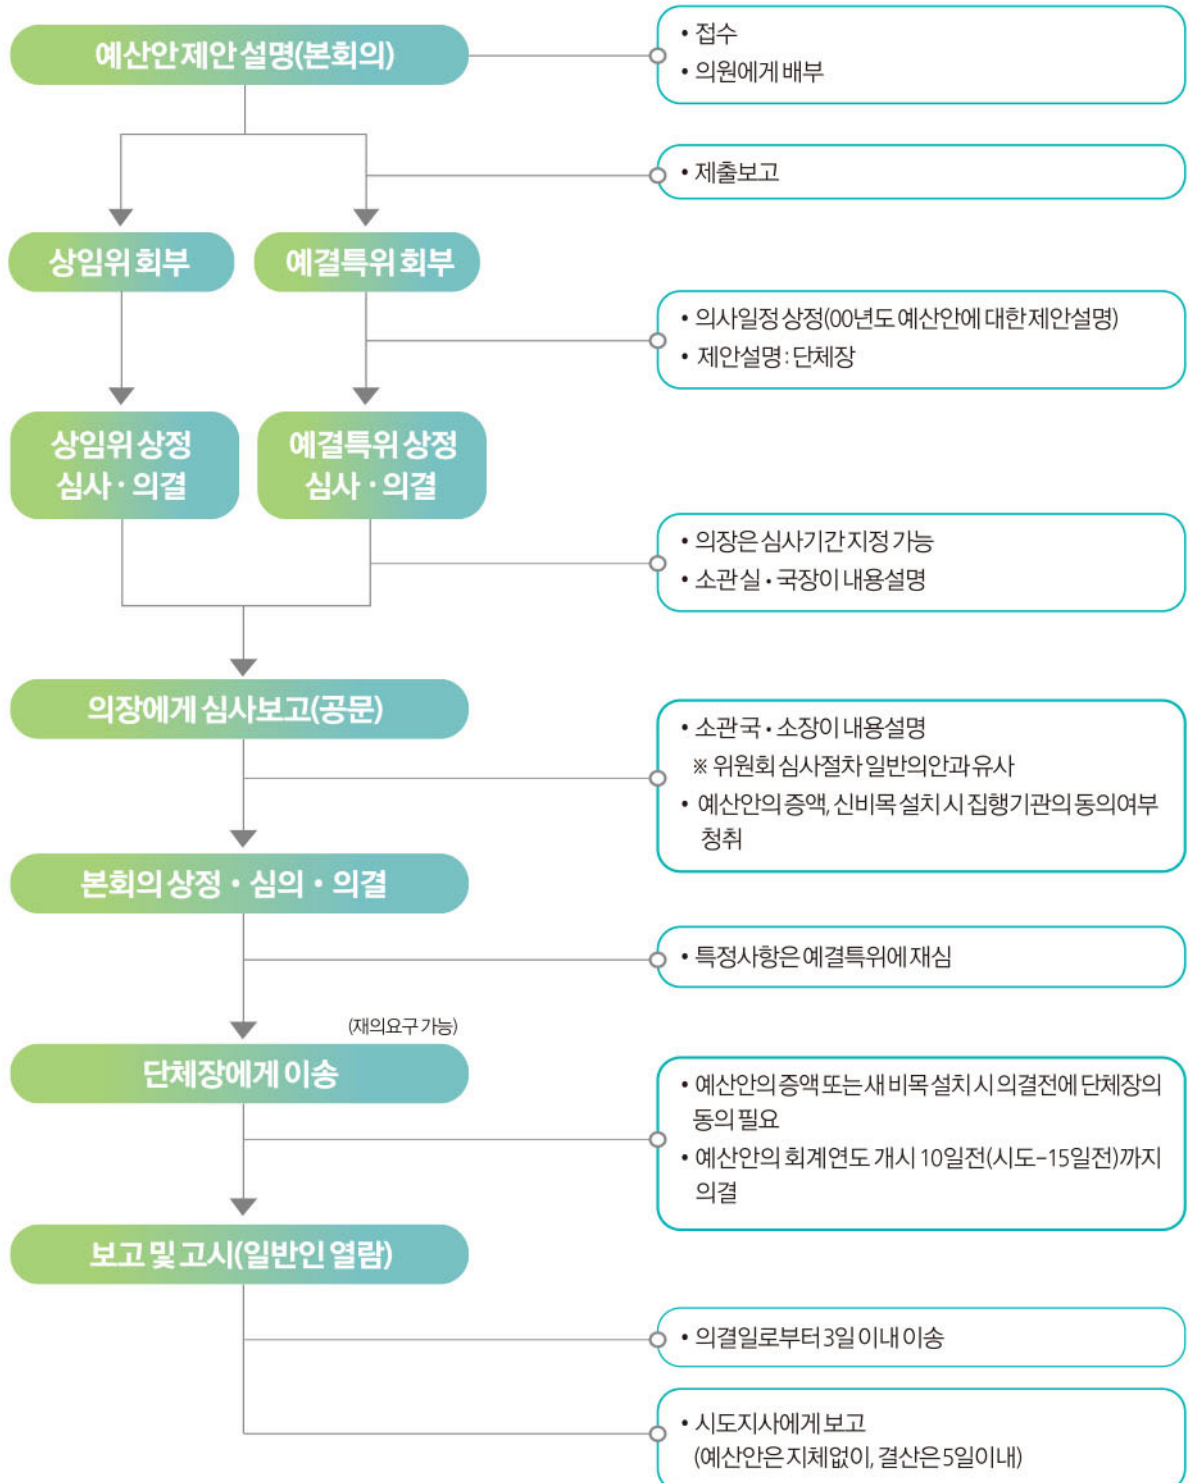 예산안 제안 설명(본회의)
• 접수
• 의원에게 배부
• 제출보고
상임위 회부
예결특위 회부
• 의사일정 상정(00년도 예산안에 대한 제안설명)
• 제안설명 : 단체장
상임위 상정
심사 · 의결
예결특위 상정
심사 · 의결
• 의장은 심사기간 지정 가능
• 소관 실 • 국장이 내용설명
의장에게 심사보고(공문)
• 소관 국 • 소장이 내용설명
※ 위원회 심사절차 일반의안과 유사
• 예산안의 증액, 신비목 설치 시 집행기관의 동의여부
청취
본회의 상정 • 심의 • 의결
• 특정사항은 예결특위에 재심
(재의요구 가능)
단체장에게 이송
• 예산안의 증액 또는 새 비목 설치 시 의결전에 단체장의
동의 필요
• 예산안의 회계연도 개시 10일전(시도-15일전)까지
의결
보고 및 고시(일반인 열람)
• 의결일로부터 3일 이내 이송
• 시도지사에게 보고
(예산안은 지체없이, 결산은 5일이내)